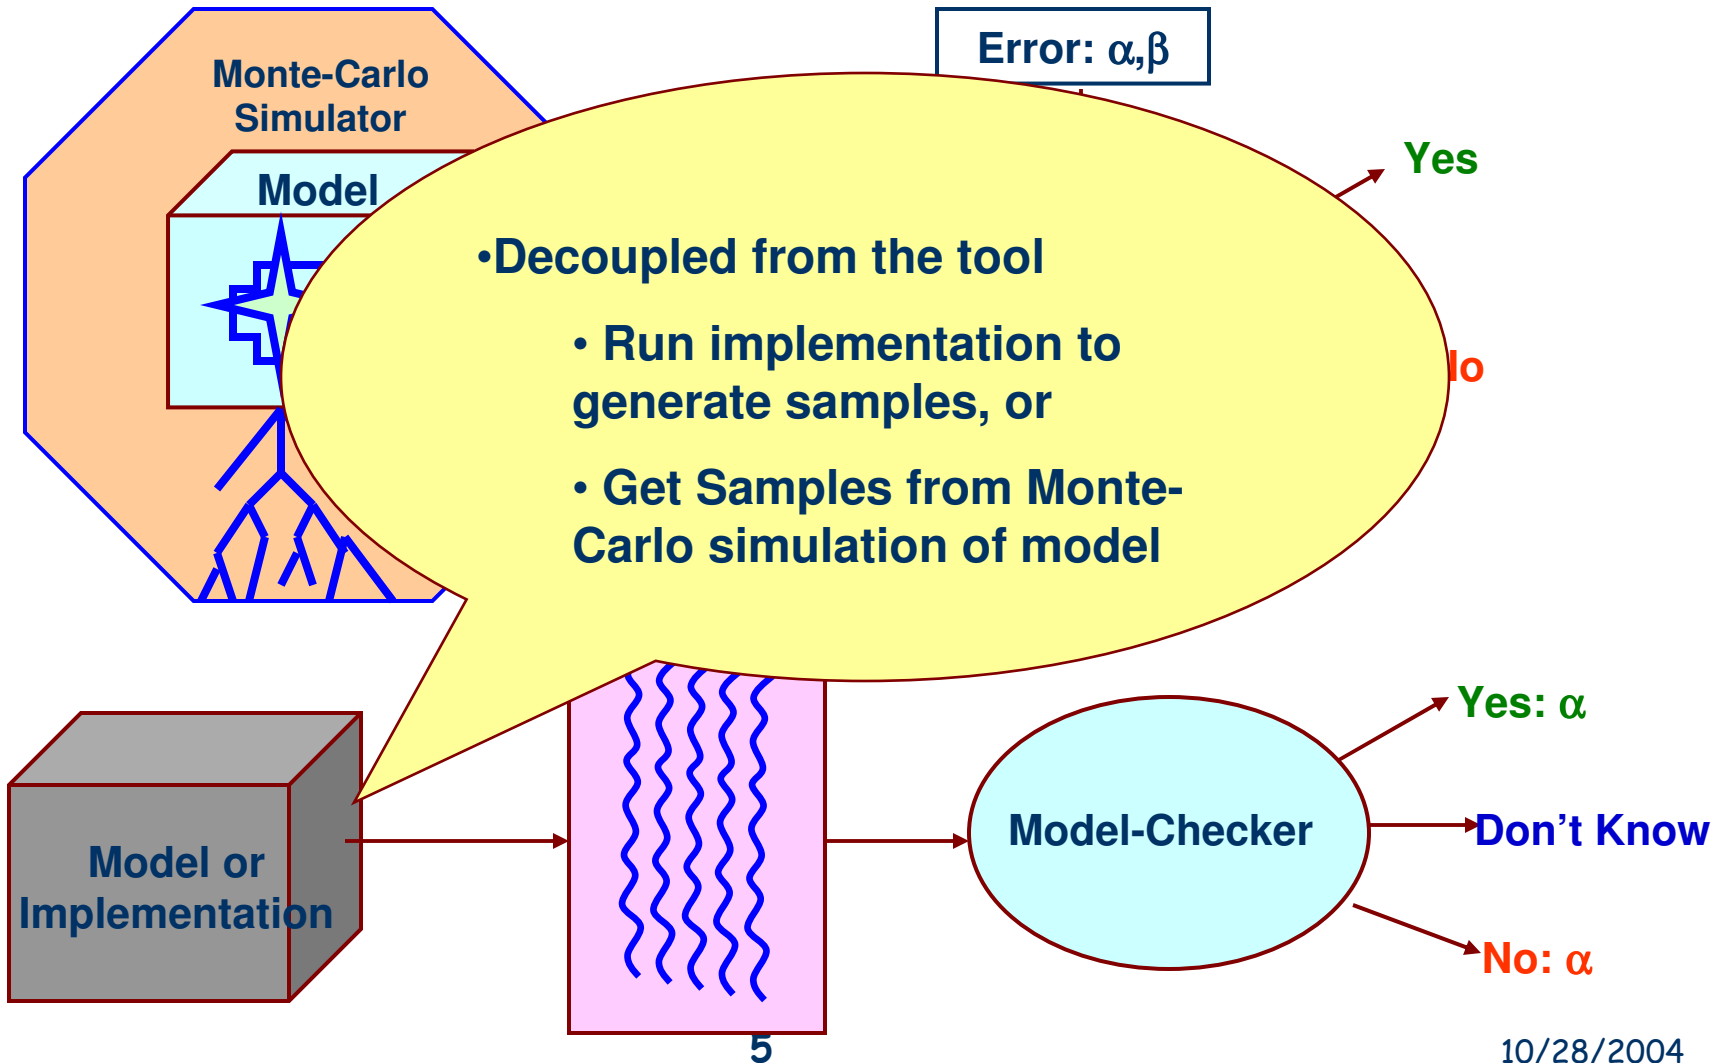 Monte-Carlo
Simulator
Error: α,β
Model
Yes
•Decoupled from the tool
• Run implementation to
generate samples, or
• Get Samples from Monte-
Carlo simulation of model
Model or
Implementation
Model-Checker
Yes: α
Don’t Know
No: α
5
10/28/2004